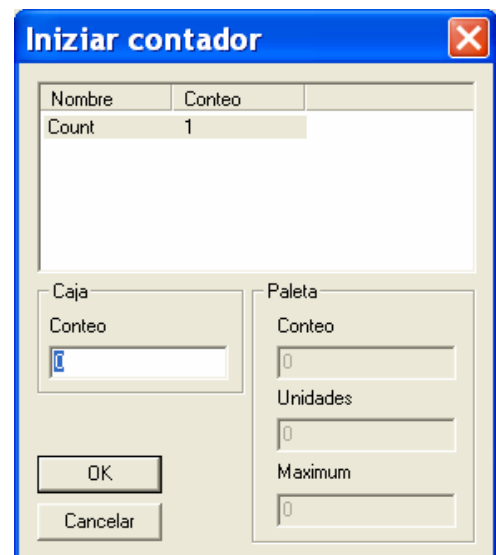 Iniziar contador
Nombre Conteo
Count 1
Caja
Conteo
0
Paleta
Conteo
0
Unidades
0
Maximum
0
OK
Cancelar